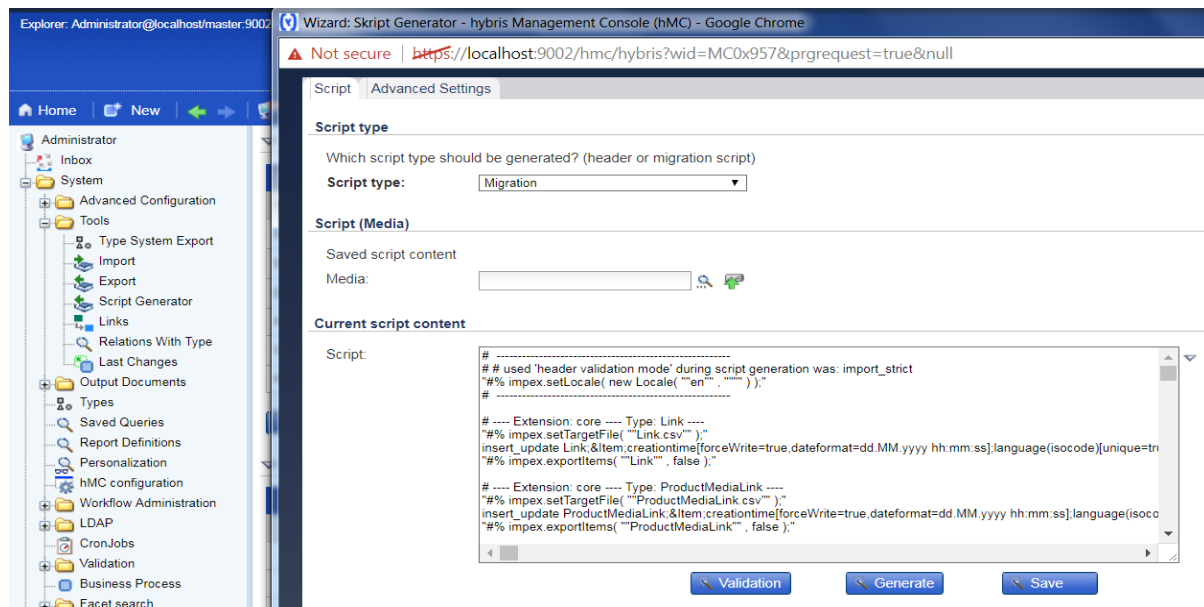 Explorer: Administrator@localhost/master:9002
Wizard: Skript Generator - hybris Management Console (hMC) - Google Chrome
Not secure | https://localhost:9002/hmc/hybris?wid=MC0x957&prgrequest=true&null
Home
New
Administrator
Inbox
System
Advanced Configuration
Tools
Type System Export
Import
Export
Script Generator
Links
Relations With Type
Last Changes
Output Documents
Types
Saved Queries
Report Definitions
Personalization
hMC configuration
Workflow Administration
LDAP
CronJobs
Validation
Business Process
Facet search
Script
Advanced Settings
Script type
Which script type should be generated? (header or migration script)
Script type:
Migration
Script (Media)
Saved script content
Media:
Current script content
Script:
# -------------------------------------------------------
# # used 'header validation mode' during script generation was: import_strict
"#% impex.setLocale( new Locale( ""en"" , """" ) );"
# -------------------------------------------------------
# ---- Extension: core ---- Type: Link ----
"#% impex.setTargetFile( ""Link.csv"" );"
insert_update Link;&Item;creationtime[forceWrite=true,dateformat=dd.MM.yyyy hh:mm:ss];language(isocode)[unique=tr
"#% impex.exportItems( ""Link"" , false );"
# ---- Extension: core ---- Type: ProductMediaLink ----
"#% impex.setTargetFile( ""ProductMediaLink.csv"" );"
insert_update ProductMediaLink;&Item;creationtime[forceWrite=true,dateformat=dd.MM.yyyy hh:mm:ss];language(isoco
"#% impex.exportItems( ""ProductMediaLink"" , false );"
Validation
Generate
Save